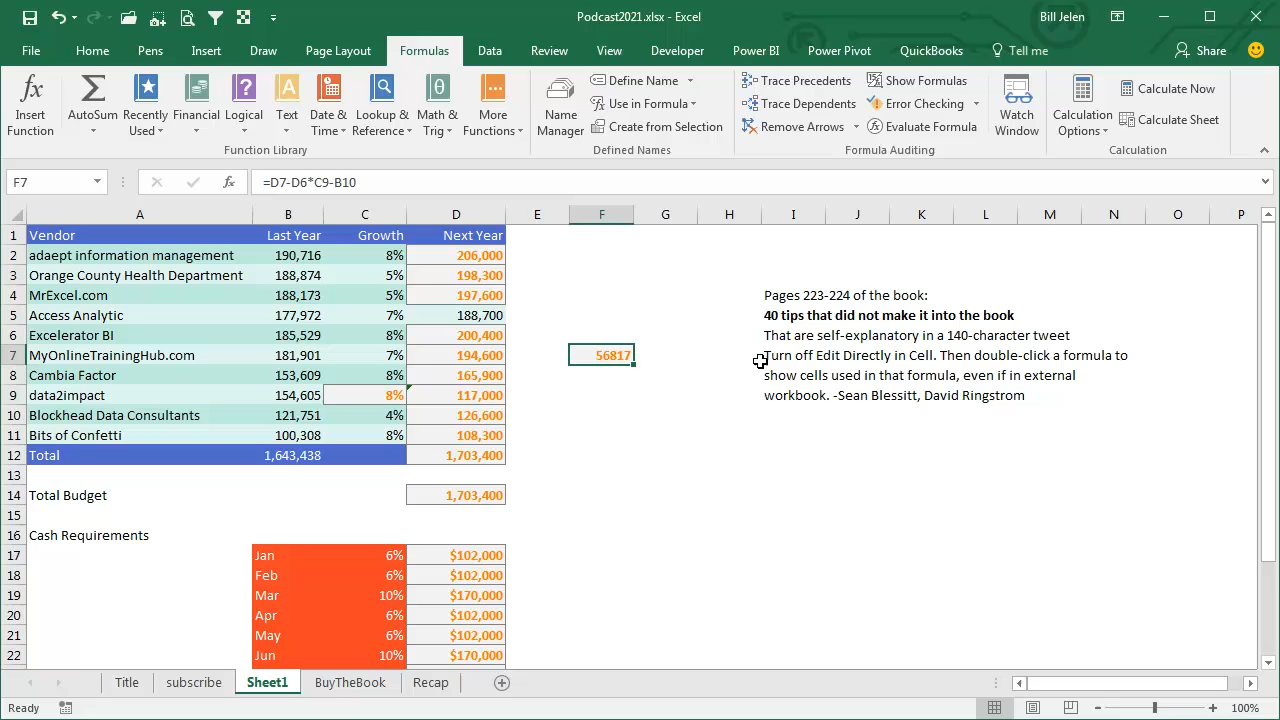 Podcast2021.xlsx - Excel
Bill Jelen
File Home Pens Insert Draw Page Layout Formulas Data Review View Developer Power BI Power Pivot QuickBooks Tell me Share
Insert Function
AutoSum
Recently Used
Financial
Logical
Text
Date & Time
Lookup & Reference
Math & Trig
More Functions
Function Library
Name Manager
Define Name
Use in Formula
Create from Selection
Defined Names
Trace Precedents
Trace Dependents
Remove Arrows
Show Formulas
Error Checking
Evaluate Formula
Formula Auditing
Watch Window
Calculation Options
Calculate Now
Calculate Sheet
Calculation
F7 fx =D7-D6*C9-B10
A B C D E F G H I J K L M N O P
1 Vendor Last Year Growth Next Year
2 adaept information management 190,716 8% 206,000
3 Orange County Health Department 188,874 5% 198,300
4 MrExcel.com 188,173 5% 197,600 Pages 223-224 of the book:
5 Access Analytic 177,972 7% 188,700 40 tips that did not make it into the book
6 Excelerator BI 185,529 8% 200,400 That are self-explanatory in a 140-character tweet
7 MyOnlineTrainingHub.com 181,901 7% 194,600 56817 Turn off Edit Directly in Cell. Then double-click a formula to
8 Cambia Factor 153,609 8% 165,900 show cells used in that formula, even if in external
9 data2impact 154,605 8% 117,000 workbook. -Sean Blessitt, David Ringstrom
10 Blockhead Data Consultants 121,751 4% 126,600
11 Bits of Confetti 100,308 8% 108,300
12 Total 1,643,438 1,703,400
13
14 Total Budget 1,703,400
15
16 Cash Requirements
17 Jan 6% $102,000
18 Feb 6% $102,000
19 Mar 10% $170,000
20 Apr 6% $102,000
21 May 6% $102,000
22 Jun 10% $170,000
Title subscribe Sheet1 BuyTheBook Recap
Ready 100%